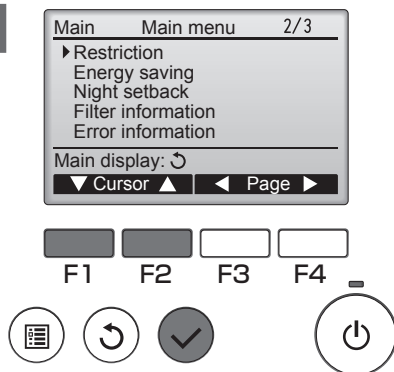 Main Main menu 2/3
Restriction
Energy saving
Night setback
Filter information
Error information
Main display:
Cursor Page
F1 F2 F3 F4